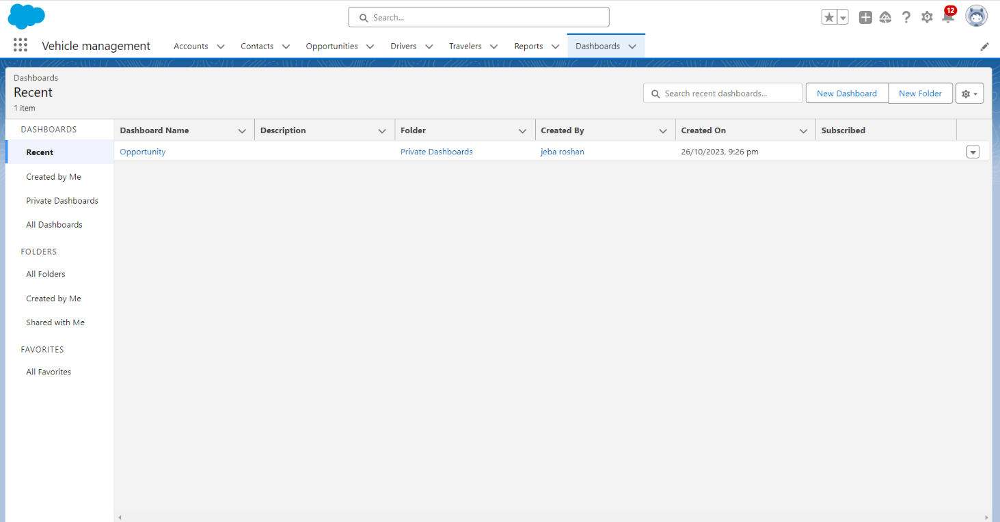 Search...
12
Vehicle management Accounts Contacts Opportunities Drivers Travelers Reports Dashboards
Dashboards
Recent
1 item
Search recent dashboards...
New Dashboard
New Folder
DASHBOARDS
Recent
Created by Me
Private Dashboards
All Dashboards
FOLDERS
All Folders
Created by Me
Shared with Me
FAVORITES
All Favorites
Dashboard Name Description Folder Created By Created On Subscribed
Opportunity Private Dashboards jeba roshan 26/10/2023, 9:26 pm